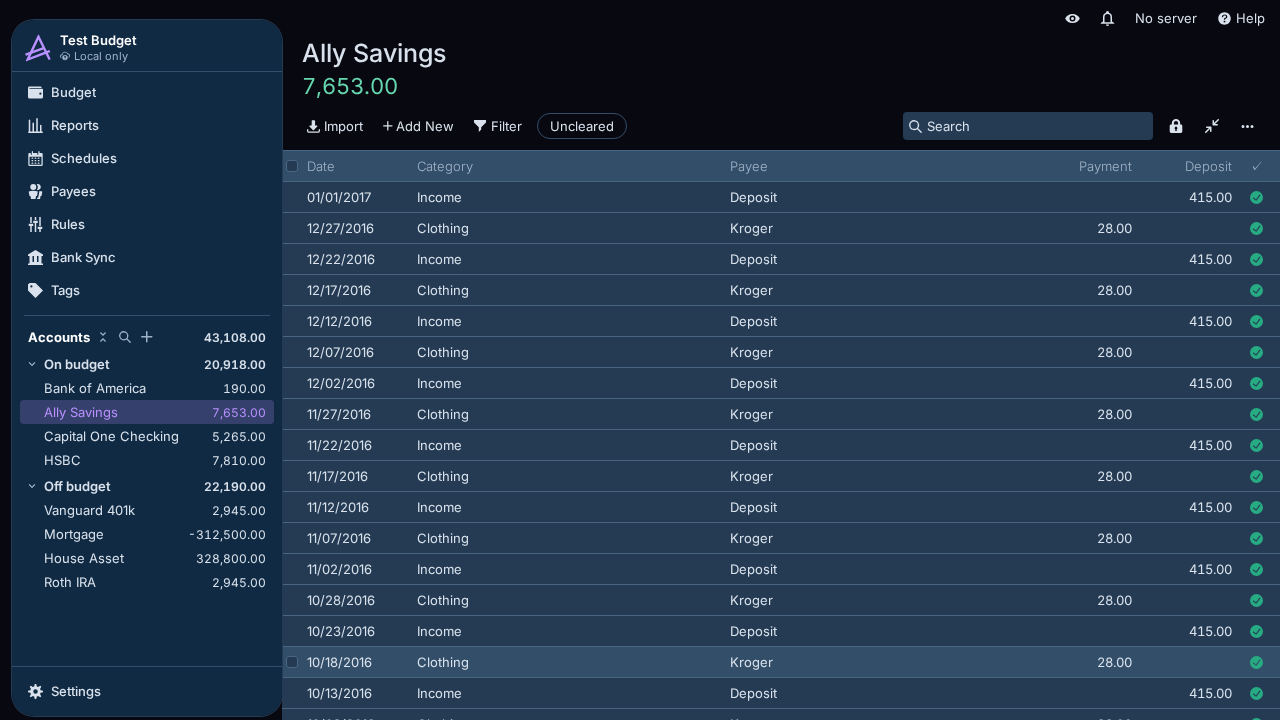 No server
Help
Test Budget
Local only
Budget
Reports
Schedules
Payees
Rules
Bank Sync
Tags
Accounts 43,108.00
On budget 20,918.00
Bank of America 190.00
Ally Savings 7,653.00
Capital One Checking 5,265.00
HSBC 7,810.00
Off budget 22,190.00
Vanguard 401k 2,945.00
Mortgage -312,500.00
House Asset 328,800.00
Roth IRA 2,945.00
Settings
Ally Savings
7,653.00
Import Add New Filter Uncleared Search
Date Category Payee Payment Deposit ✓
01/01/2017 Income Deposit 415.00
12/27/2016 Clothing Kroger 28.00
12/22/2016 Income Deposit 415.00
12/17/2016 Clothing Kroger 28.00
12/12/2016 Income Deposit 415.00
12/07/2016 Clothing Kroger 28.00
12/02/2016 Income Deposit 415.00
11/27/2016 Clothing Kroger 28.00
11/22/2016 Income Deposit 415.00
11/17/2016 Clothing Kroger 28.00
11/12/2016 Income Deposit 415.00
11/07/2016 Clothing Kroger 28.00
11/02/2016 Income Deposit 415.00
10/28/2016 Clothing Kroger 28.00
10/23/2016 Income Deposit 415.00
10/18/2016 Clothing Kroger 28.00
10/13/2016 Income Deposit 415.00